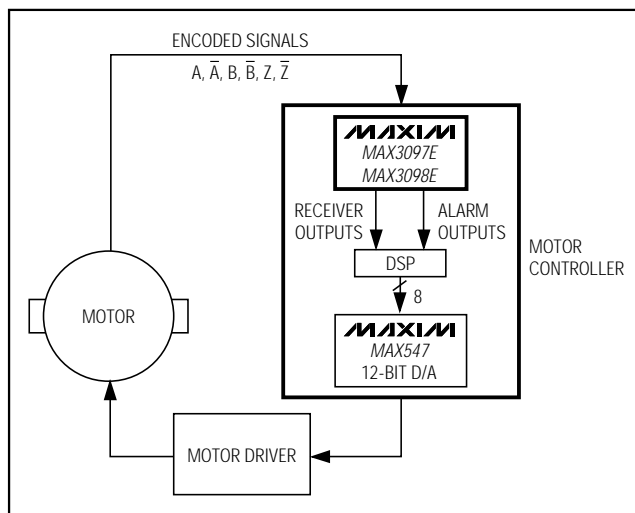 ENCODED SIGNALS
A, A̅, B, B̅, Z, Z̅
MAXIM
MAX3097E
MAX3098E
RECEIVER
OUTPUTS
ALARM
OUTPUTS
MOTOR
CONTROLLER
DSP
8
MOTOR
MAXIM
MAX547
12-BIT D/A
MOTOR DRIVER